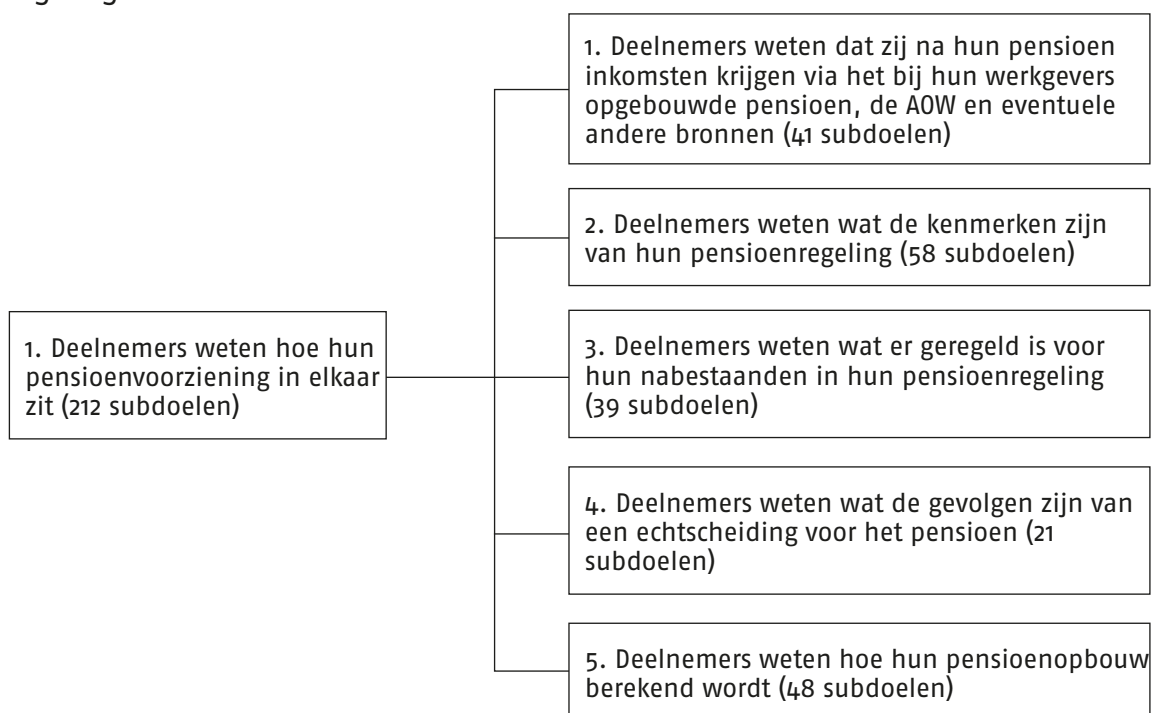 1. Deelnemers weten dat zij na hun pensioen
inkomsten krijgen via het bij hun werkgevers
opgebouwde pensioen, de AOW en eventuele
andere bronnen (41 subdoelen)
2. Deelnemers weten wat de kenmerken zijn
van hun pensioenregeling (58 subdoelen)
1. Deelnemers weten hoe hun
pensioenvoorziening in elkaar
zit (212 subdoelen)
3. Deelnemers weten wat er geregeld is voor
hun nabestaanden in hun pensioenregeling
(39 subdoelen)
4. Deelnemers weten wat de gevolgen zijn van
een echtscheiding voor het pensioen (21
subdoelen)
5. Deelnemers weten hoe hun pensioenopbouw
berekend wordt (48 subdoelen)